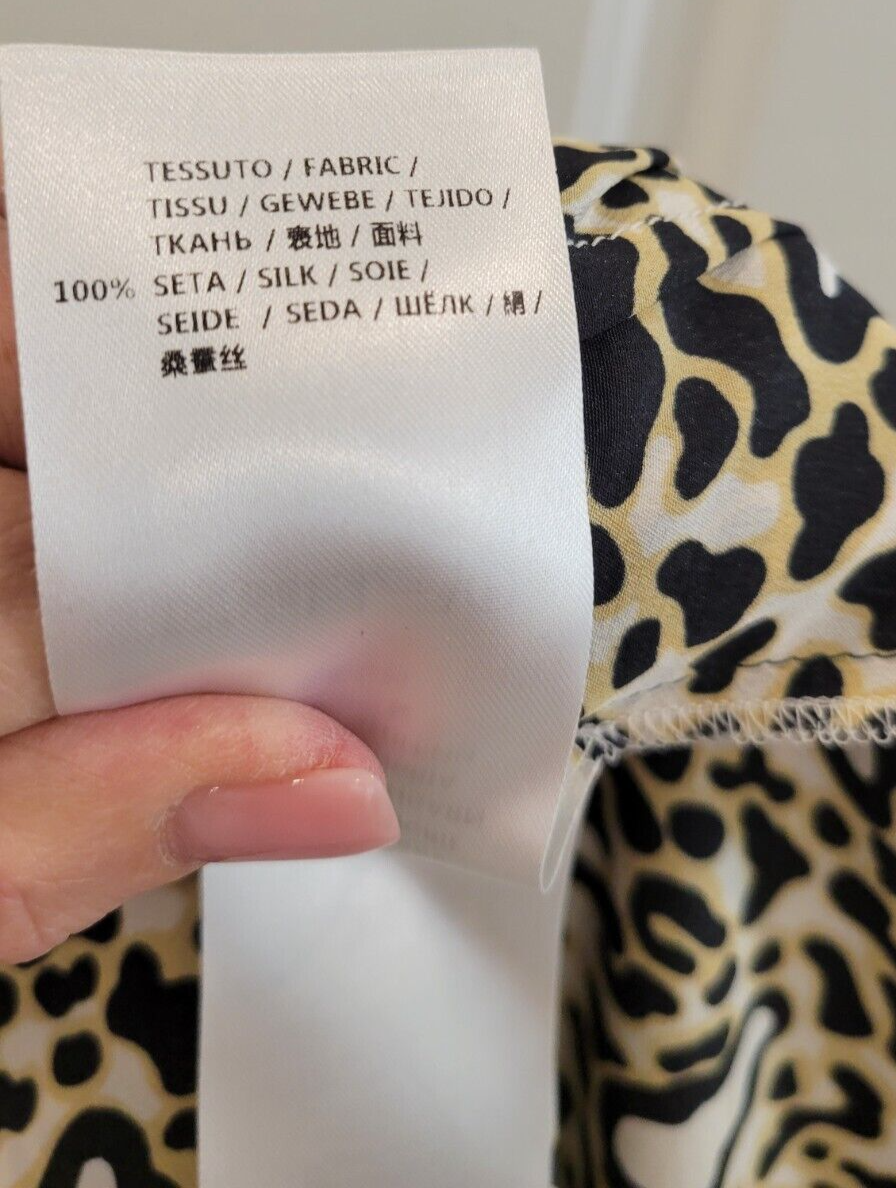 TESSUTO / FABRIC /
TISSU / GEWEBE / TEJIDO /
ТКАНЬ / 表地 / 面料
100% SETA / SILK / SOIE /
SEIDE / SEDA / ШЁЛК / 絹 /
桑蚕丝